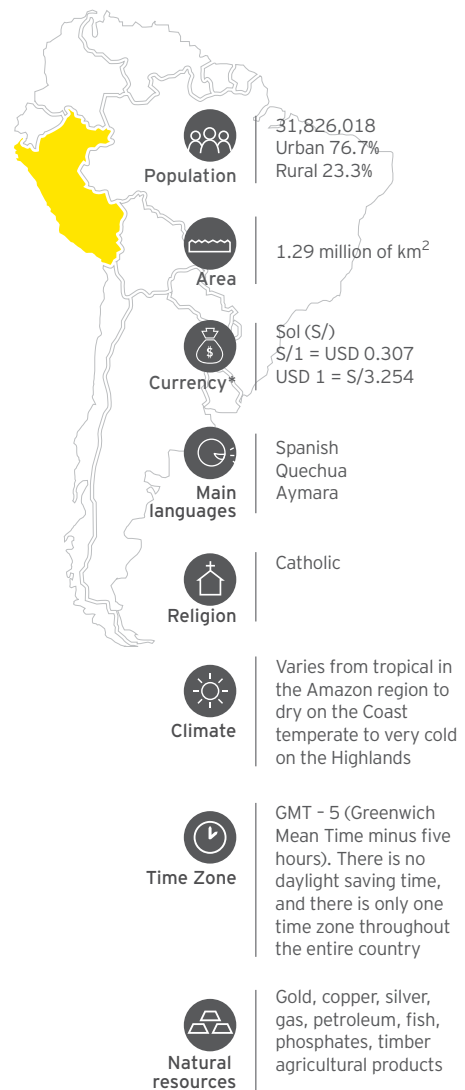 31,826,018
Urban 76.7%
Rural 23.3%
Population
1.29 million of km²
Area
Sol (S/)
S/1 = USD 0.307
USD 1 = S/3.254
$
Currency*
Spanish
Quechua
Aymara
Main
languages
Catholic
Religion
Varies from tropical in
the Amazon region to
dry on the Coast
temperate to very cold
on the Highlands
Climate
GMT – 5 (Greenwich
Mean Time minus five
hours). There is no
daylight saving time,
and there is only one
time zone throughout
the entire country
Time Zone
Gold, copper, silver,
gas, petroleum, fish,
phosphates, timber
agricultural products
Natural
resources